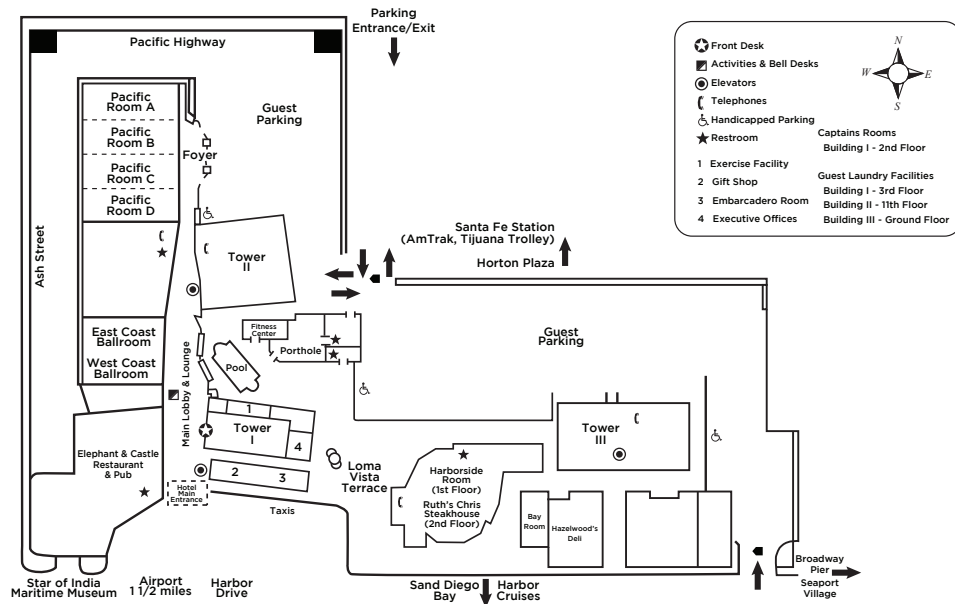 Parking
Entrance/Exit
Pacific Highway
Pacific
Room A
Pacific
Room B
Pacific
Room C
Pacific
Room D
Foyer
Guest
Parking
Ash Street
Tower
II
East Coast
Ballroom
West Coast
Ballroom
Main Lobby & Lounge
Fitness
Center
Porthole
Pool
1
Tower
I
4
2
3
Elephant & Castle
Restaurant
& Pub
Hotel
Main
Entrance
Taxis
Loma
Vista
Terrace
Santa Fe Station
(AmTrak, Tijuana Trolley)
Horton Plaza
Guest
Parking
Tower
III
Harborside
Room
(1st Floor)
Ruth's Chris
Steakhouse
(2nd Floor)
Bay
Room
Hazelwood's
Deli
Star of India
Maritime Museum
Airport
1 1/2 miles
Harbor
Drive
Sand Diego
Bay
Harbor
Cruises
Broadway
Pier
Seaport
Village
Front Desk
Activities & Bell Desks
Elevators
Telephones
Handicapped Parking
Restroom
1 Exercise Facility
2 Gift Shop
3 Embarcadero Room
4 Executive Offices
N
W E
S
Captains Rooms
Building I - 2nd Floor
Guest Laundry Facilities
Building I - 3rd Floor
Building II - 11th Floor
Building III - Ground Floor